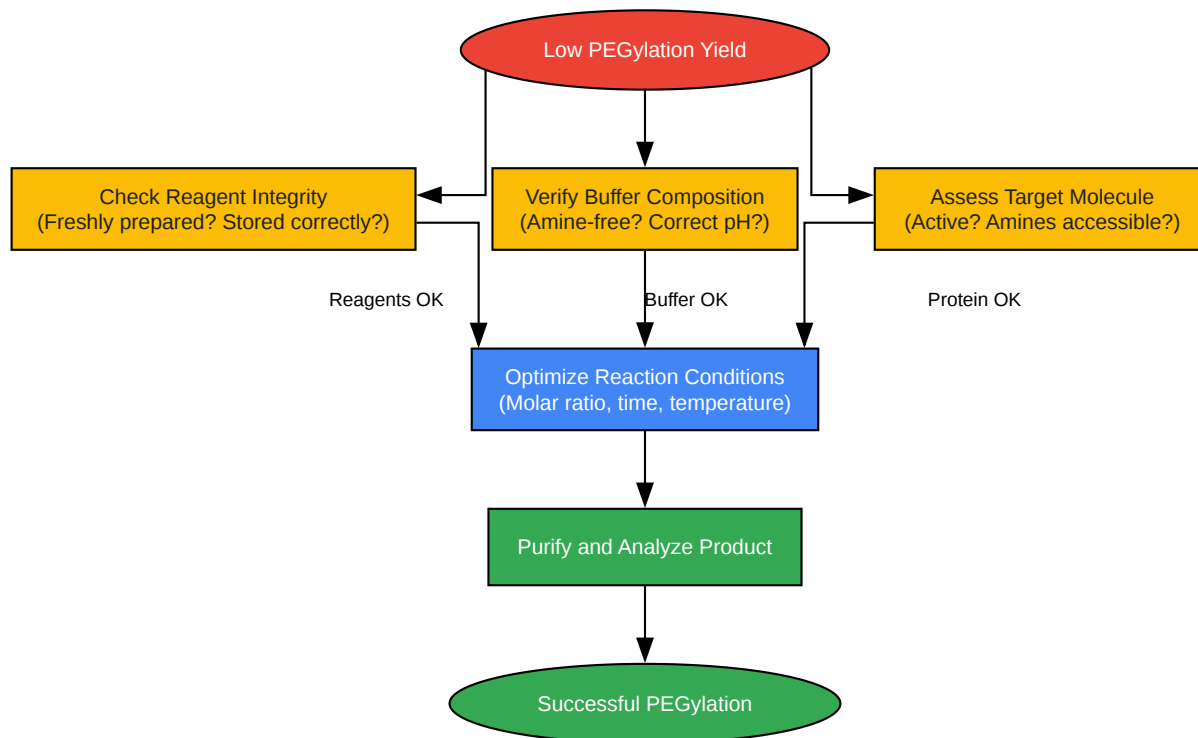 Low PEGylation Yield
Check Reagent Integrity
(Freshly prepared? Stored correctly?)
Verify Buffer Composition
(Amine-free? Correct pH?)
Assess Target Molecule
(Active? Amines accessible?)
Reagents OK
Buffer OK
Protein OK
Optimize Reaction Conditions
(Molar ratio, time, temperature)
Purify and Analyze Product
Successful PEGylation